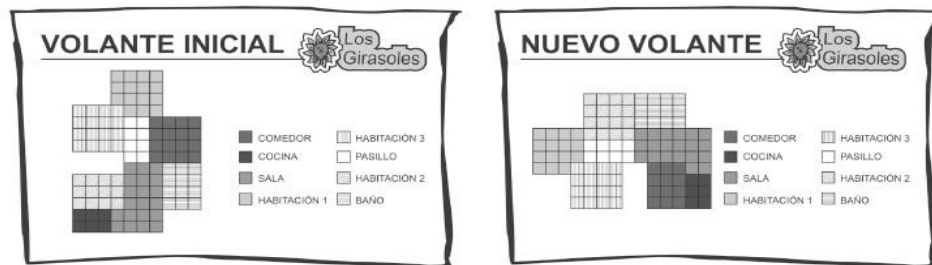 VOLANTE INICIAL
Los
Girasoles
COMEDOR
HABITACIÓN 3
COCINA
PASILLO
SALA
HABITACIÓN 2
HABITACIÓN 1
BAÑO
NUEVO VOLANTE
Los
Girasoles
COMEDOR
HABITACIÓN 3
COCINA
PASILLO
SALA
HABITACIÓN 2
HABITACIÓN 1
BAÑO